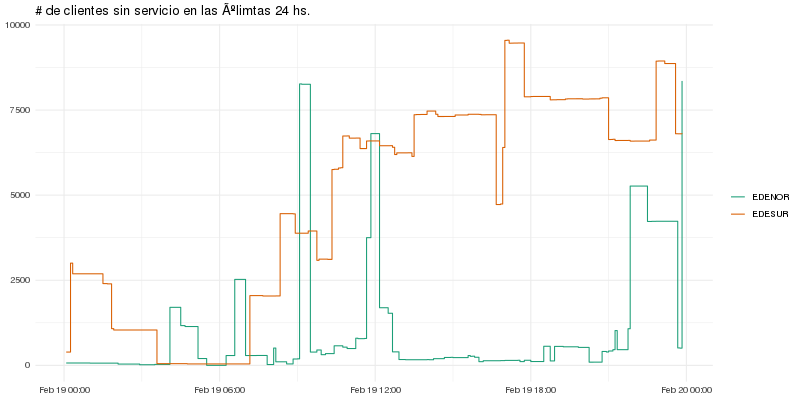 # de clientes sin servicio en las Ãºlimtas 24 hs.
10000
7500
5000
2500
0
Feb 19 00:00
Feb 19 06:00
Feb 19 12:00
Feb 19 18:00
Feb 20 00:00
EDENOR
EDESUR